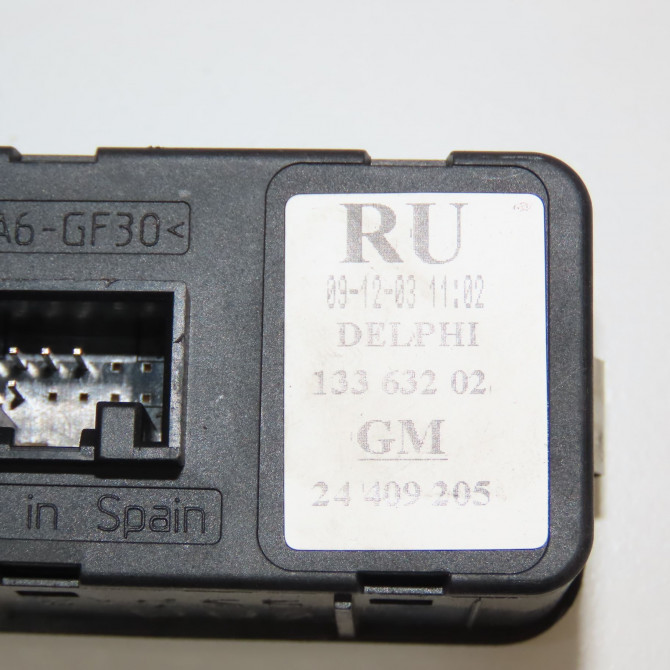 A6-GF30<
in Spain
RU
09-12-03 11:02
DELPHI
133 632 02
GM
24 409 205